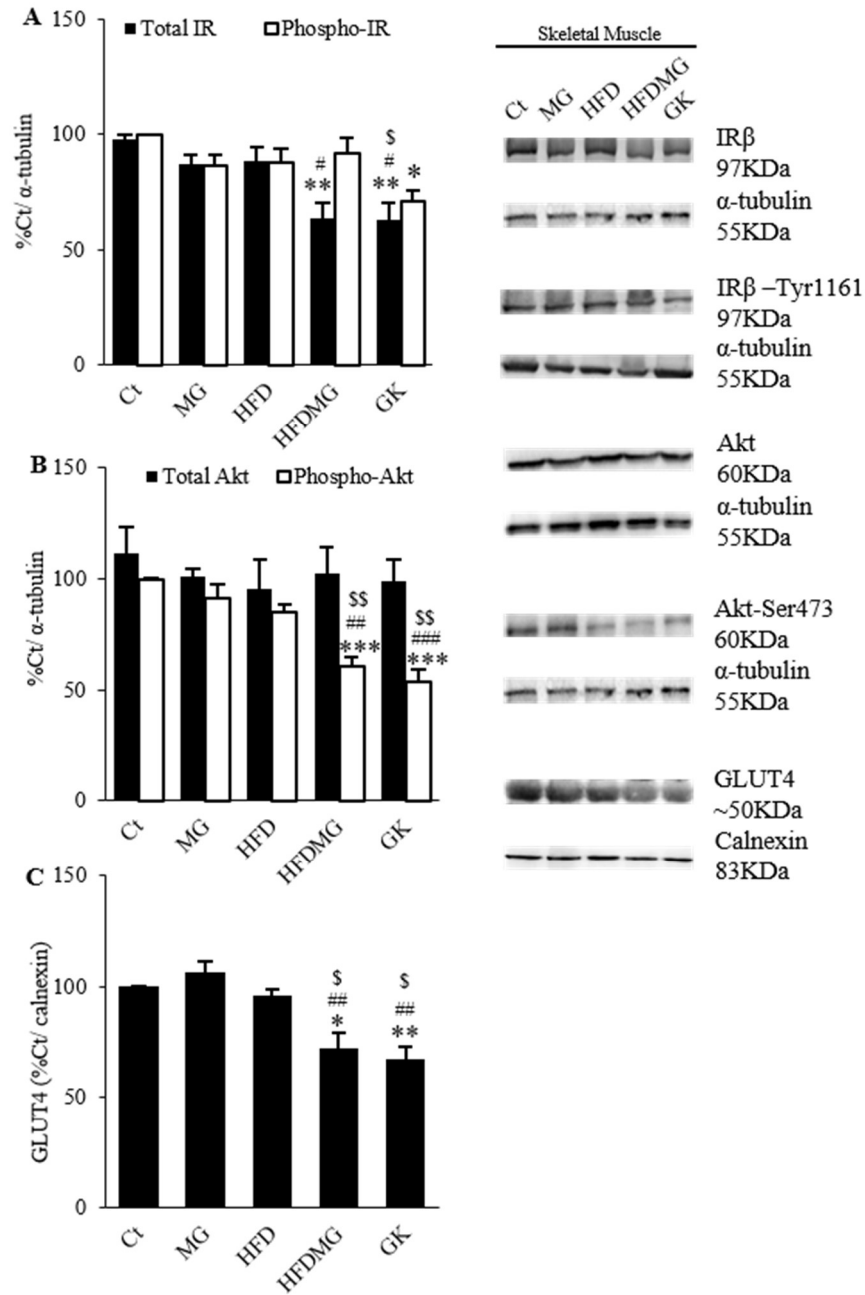 A
150
Total IR
Phospho-IR
100
50
0
%Ct/ α-tubulin
#
**
$
#
**
*
Ct
MG
HFD
HFDMG
GK
B
150
Total Akt
Phospho-Akt
100
50
0
%Ct/ α-tubulin
$$
##
***
$$
###
***
Ct
MG
HFD
HFDMG
GK
C
150
100
50
0
GLUT4 (%Ct/ calnexin)
$
##
*
$
##
**
Ct
MG
HFD
HFDMG
GK
Skeletal Muscle
Ct
MG
HFD
HFDMG
GK
IRβ
97KDa
α-tubulin
55KDa
IRβ –Tyr1161
97KDa
α-tubulin
55KDa
Akt
60KDa
α-tubulin
55KDa
Akt-Ser473
60KDa
α-tubulin
55KDa
GLUT4
~50KDa
Calnexin
83KDa